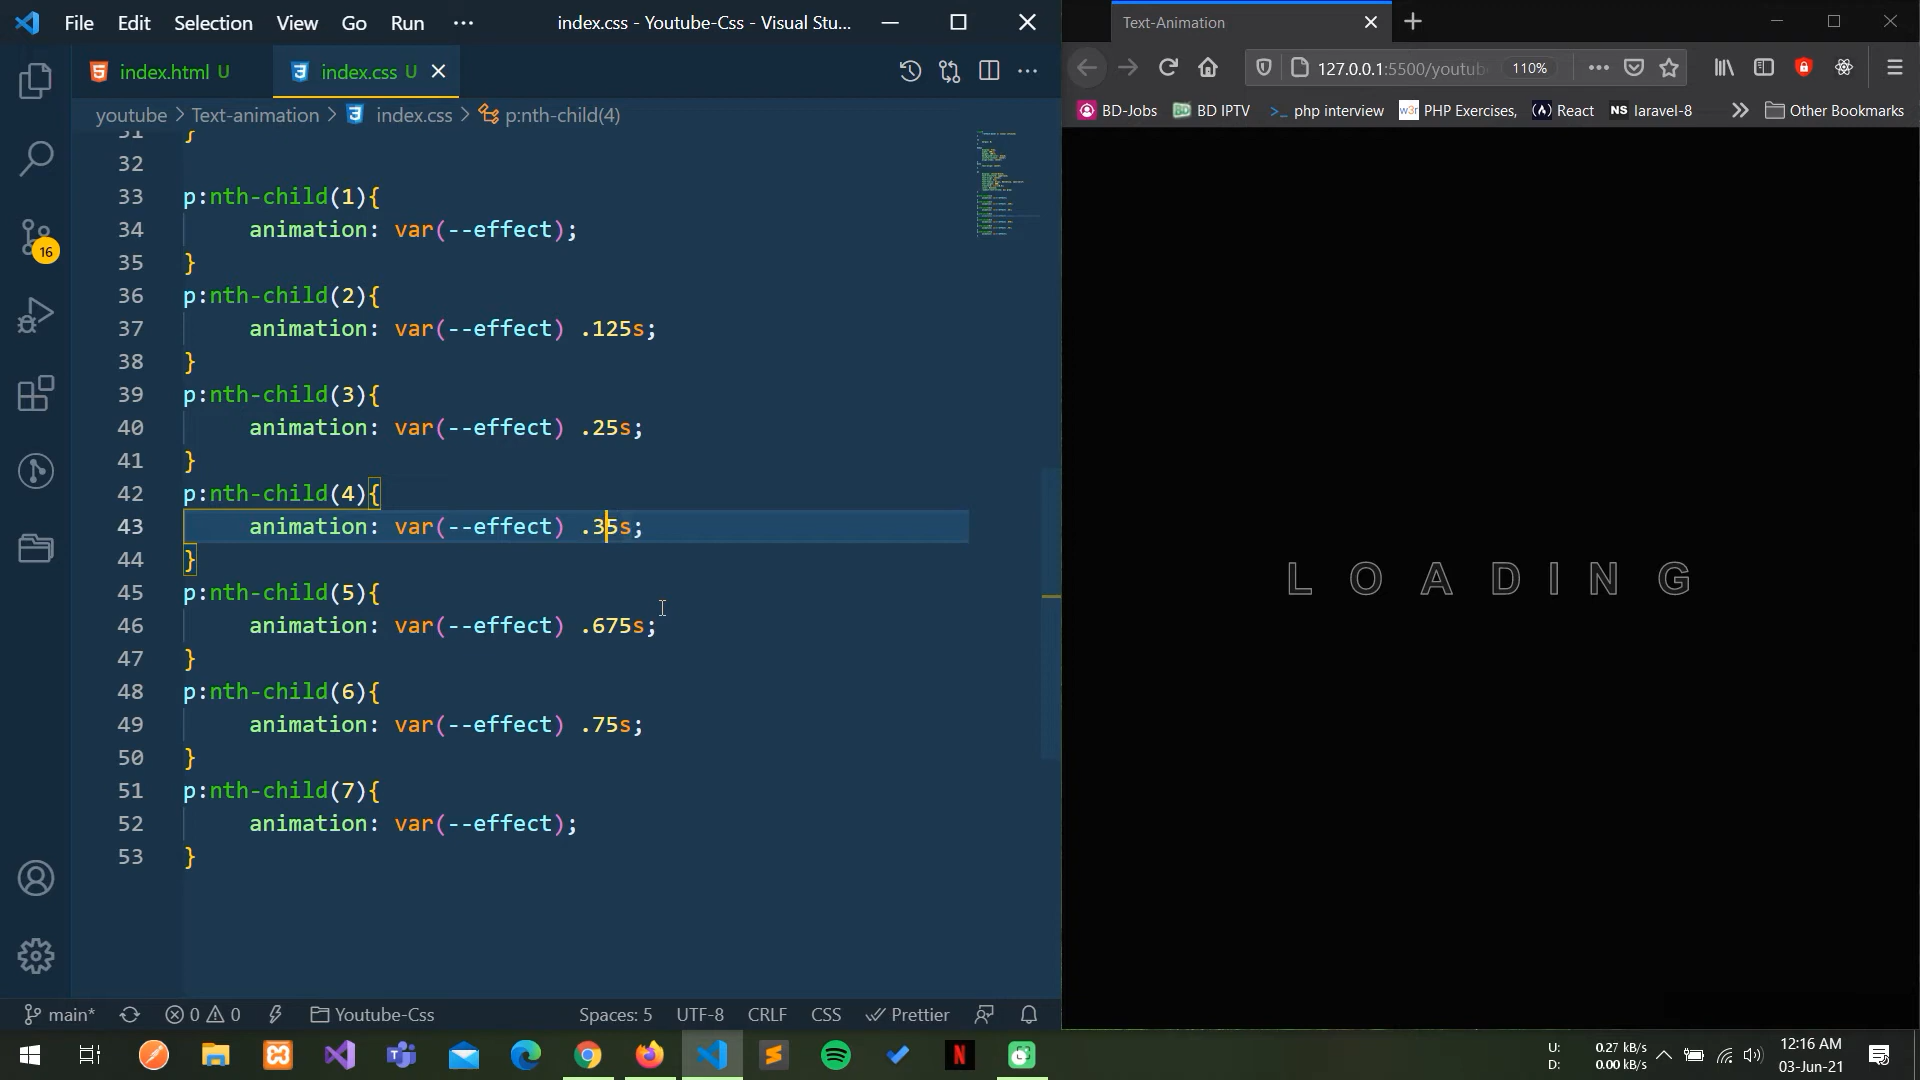 File Edit Selection View Go Run ··· index.css - Youtube-Css - Visual Stu...
index.html U index.css U
youtube > Text-animation > index.css > p:nth-child(4)
31 }
32
33 p:nth-child(1){
34 animation: var(--effect);
35 }
36 p:nth-child(2){
37 animation: var(--effect) .125s;
38 }
39 p:nth-child(3){
40 animation: var(--effect) .25s;
41 }
42 p:nth-child(4){
43 animation: var(--effect) .35s;
44 }
45 p:nth-child(5){
46 animation: var(--effect) .675s;
47 }
48 p:nth-child(6){
49 animation: var(--effect) .75s;
50 }
51 p:nth-child(7){
52 animation: var(--effect);
53 }
16
main* 0 0 Youtube-Css Spaces: 5 UTF-8 CRLF CSS Prettier
Text-Animation
127.0.0.1:5500/youtub 110%
BD-Jobs BD IPTV php interview PHP Exercises, React NS laravel-8 Other Bookmarks
LOADING
U: 0.27 kB/s
D: 0.00 kB/s
12:16 AM
03-Jun-21